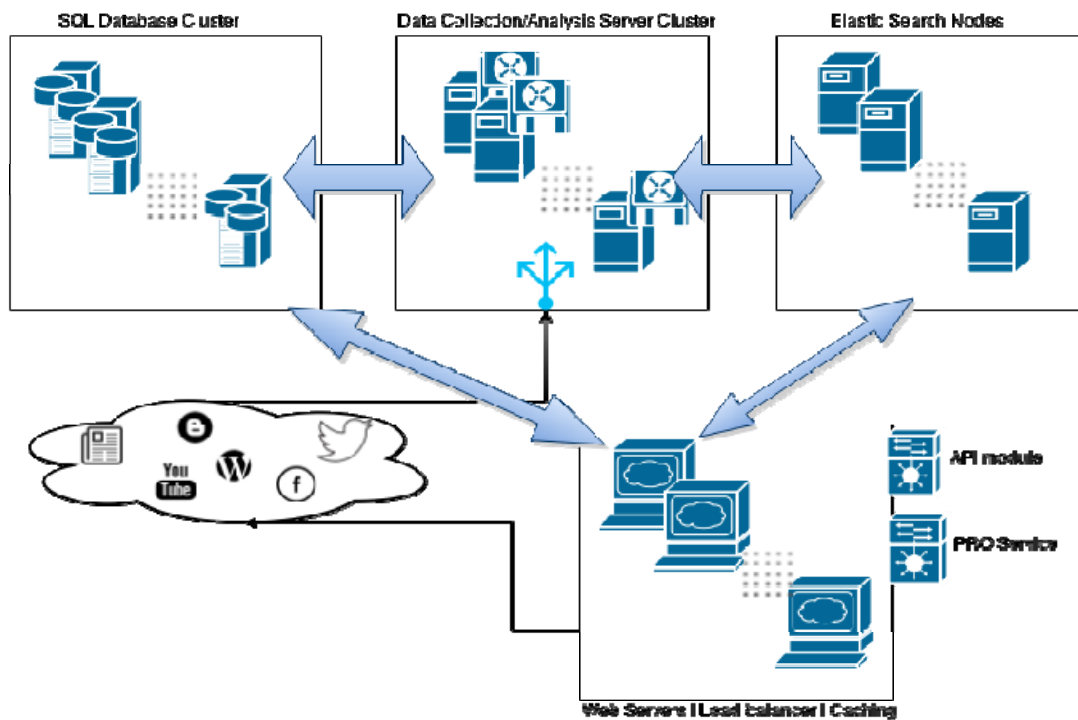 SQL Database Cluster
Data Collection/Analysis Server Cluster
Elastic Search Nodes
B
You
Tube
W
f
API module
PRO Service
Web Servers | Load balancer | Caching